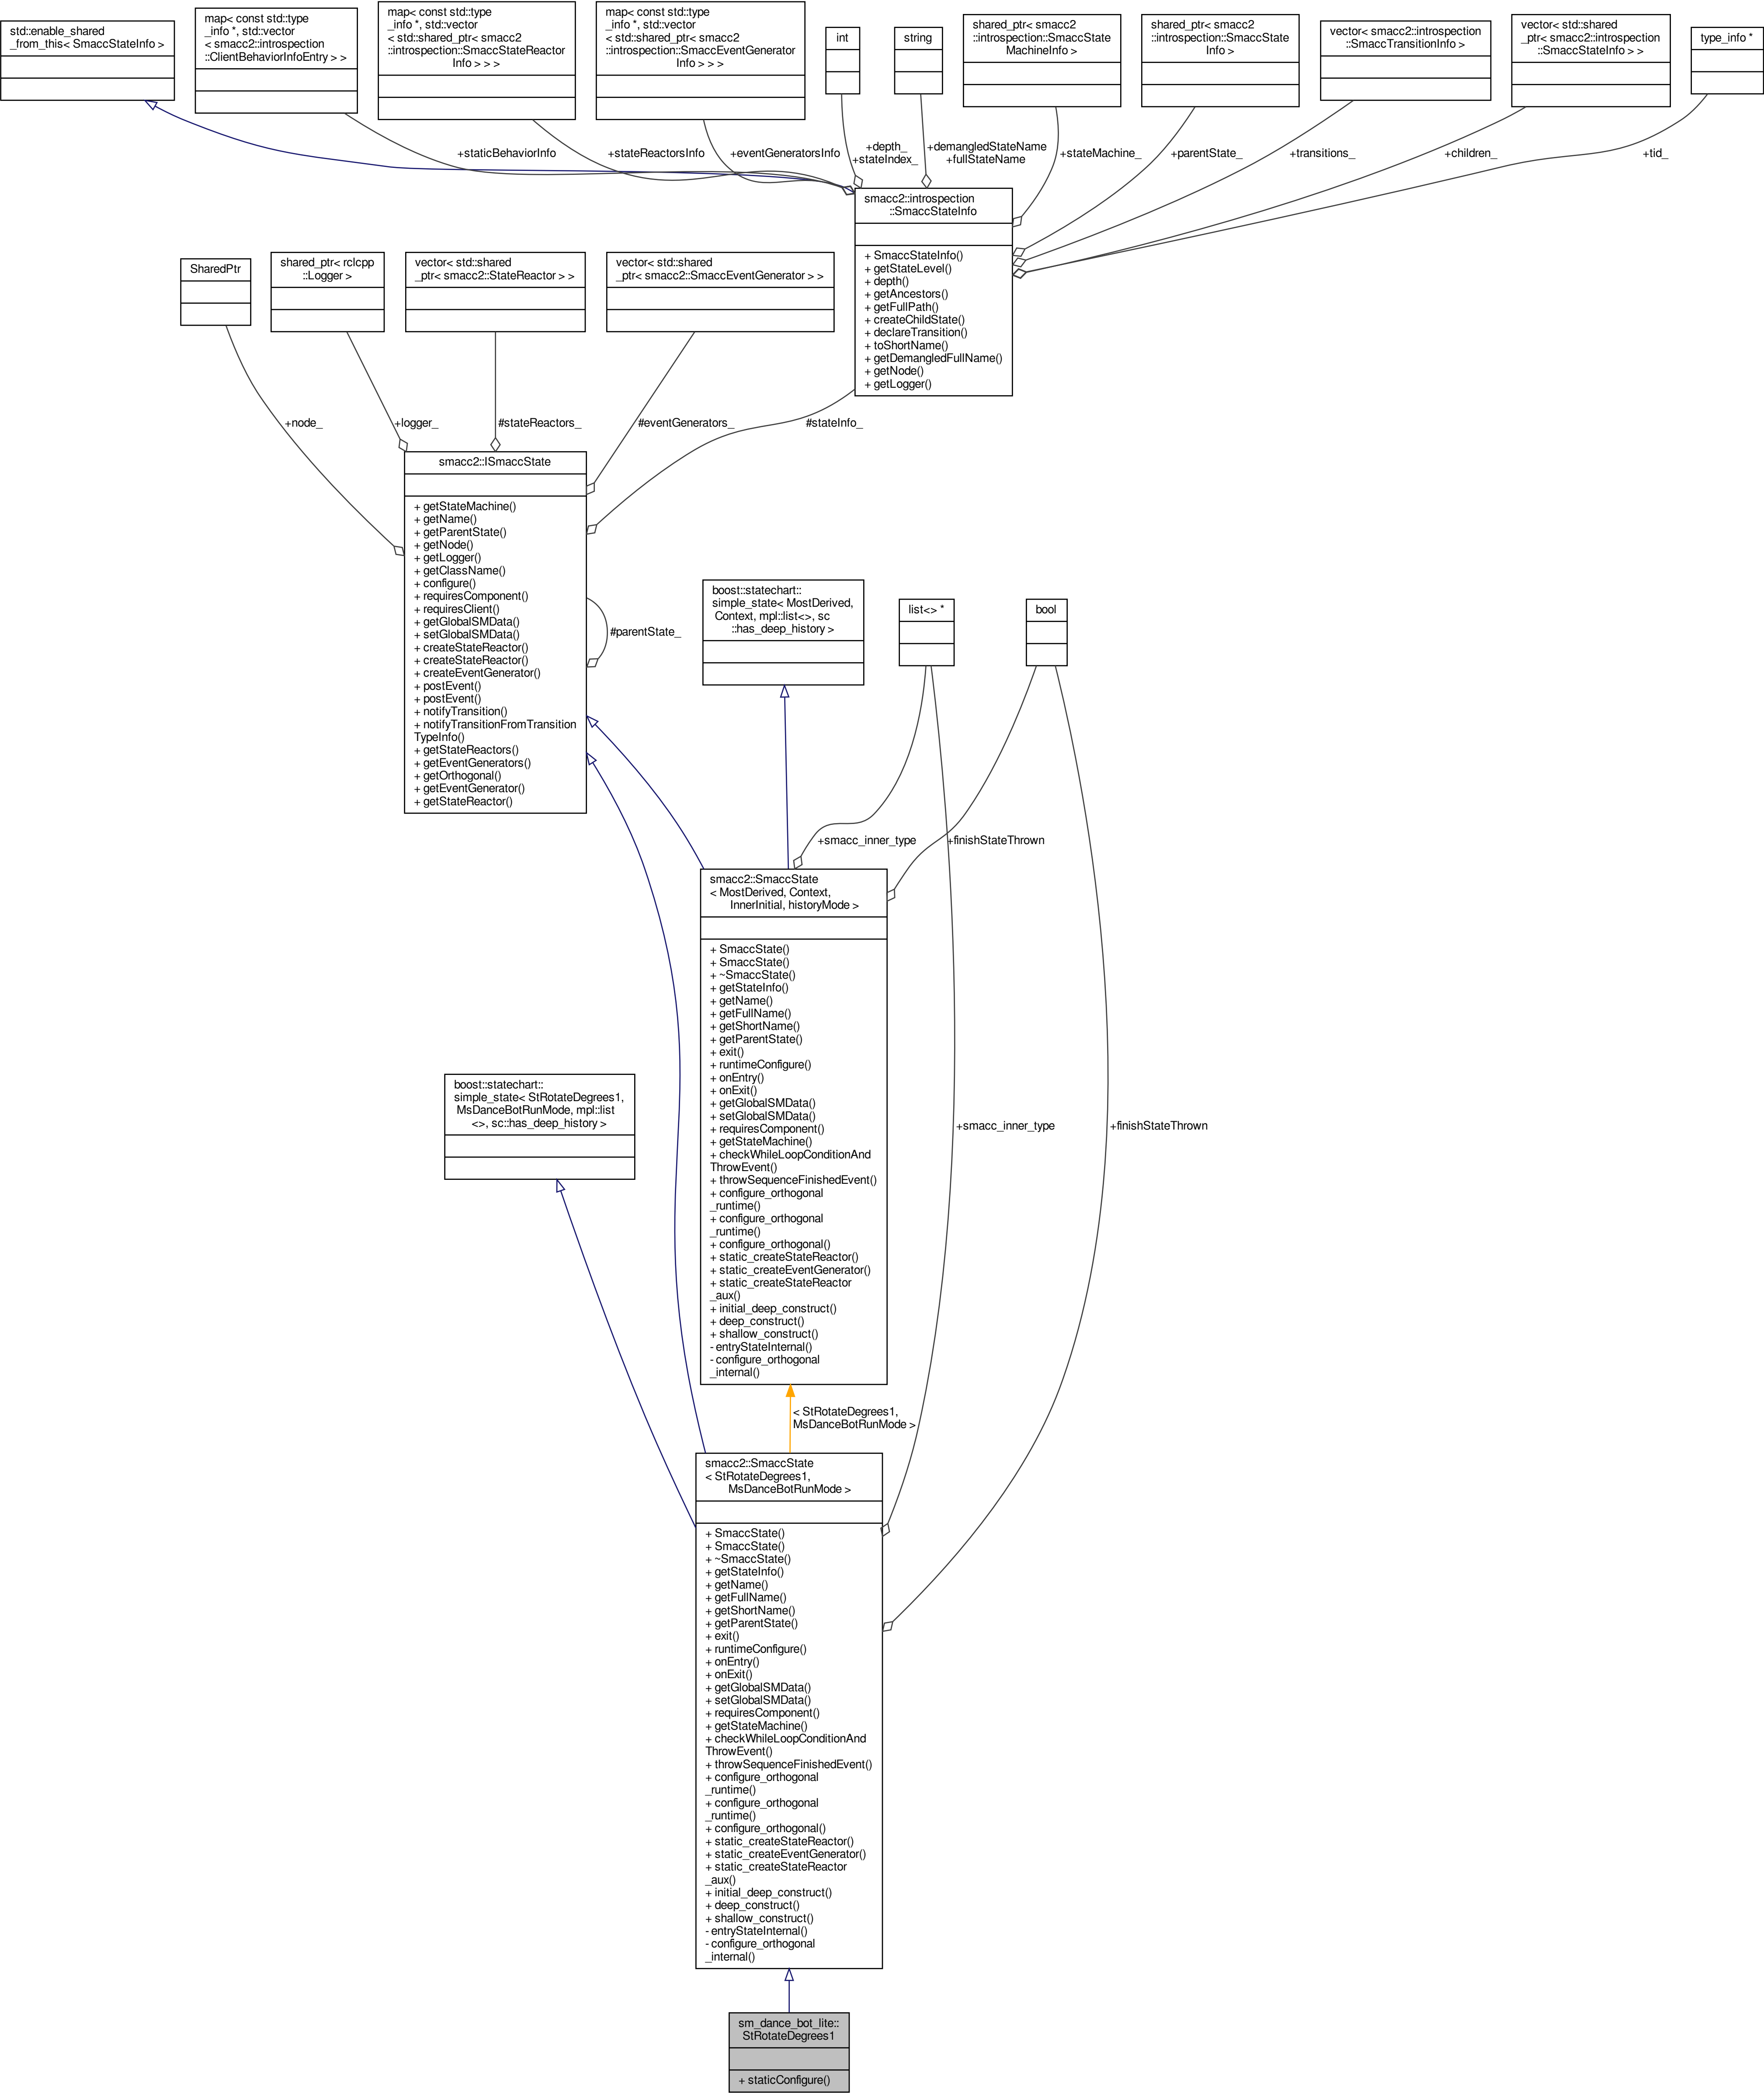 std::enable_shared
_from_this< SmaccStateInfo >
map< const std::type
_info *, std::vector
< smacc2::introspection
::ClientBehaviorInfoEntry > >
map< const std::type
_info *, std::vector
< std::shared_ptr< smacc2
::introspection::SmaccStateReactor
Info > > >
map< const std::type
_info *, std::vector
< std::shared_ptr< smacc2
::introspection::SmaccEventGenerator
Info > > >
int
string
shared_ptr< smacc2
::introspection::SmaccState
MachineInfo >
shared_ptr< smacc2
::introspection::SmaccState
Info >
vector< smacc2::introspection
::SmaccTransitionInfo >
vector< std::shared
_ptr< smacc2::introspection
::SmaccStateInfo > >
type_info *
+staticBehaviorInfo
+stateReactorsInfo
+eventGeneratorsInfo
+depth_
+stateIndex_
+demangledStateName
+fullStateName
+stateMachine_
+parentState_
+transitions_
+children_
+tid_
smacc2::introspection
::SmaccStateInfo
+ SmaccStateInfo()
+ getStateLevel()
+ depth()
+ getAncestors()
+ getFullPath()
+ createChildState()
+ declareTransition()
+ toShortName()
+ getDemangledFullName()
+ getNode()
+ getLogger()
SharedPtr
shared_ptr< rclcpp
::Logger >
vector< std::shared
_ptr< smacc2::StateReactor > >
vector< std::shared
_ptr< smacc2::SmaccEventGenerator > >
+node_
+logger_
#stateReactors_
#eventGenerators_
#stateInfo_
smacc2::ISmaccState
+ getStateMachine()
+ getName()
+ getParentState()
+ getNode()
+ getLogger()
+ getClassName()
+ configure()
+ requiresComponent()
+ requiresClient()
+ getGlobalSMData()
+ setGlobalSMData()
+ createStateReactor()
+ createStateReactor()
+ createEventGenerator()
+ postEvent()
+ postEvent()
+ notifyTransition()
+ notifyTransitionFromTransition
TypeInfo()
+ getStateReactors()
+ getEventGenerators()
+ getOrthogonal()
+ getEventGenerator()
+ getStateReactor()
#parentState_
boost::statechart::
simple_state< MostDerived,
Context, mpl::list<>, sc
::has_deep_history >
list<> *
bool
+smacc_inner_type
+finishStateThrown
smacc2::SmaccState
< MostDerived, Context,
InnerInitial, historyMode >
+ SmaccState()
+ SmaccState()
+ ~SmaccState()
+ getStateInfo()
+ getName()
+ getFullName()
+ getShortName()
+ getParentState()
+ exit()
+ runtimeConfigure()
+ onEntry()
+ onExit()
+ getGlobalSMData()
+ setGlobalSMData()
+ requiresComponent()
+ getStateMachine()
+ checkWhileLoopConditionAnd
ThrowEvent()
+ throwSequenceFinishedEvent()
+ configure_orthogonal
_runtime()
+ configure_orthogonal
_runtime()
+ configure_orthogonal()
+ static_createStateReactor()
+ static_createEventGenerator()
+ static_createStateReactor
_aux()
+ initial_deep_construct()
+ deep_construct()
+ shallow_construct()
- entryStateInternal()
- configure_orthogonal
_internal()
boost::statechart::
simple_state< StRotateDegrees1,
MsDanceBotRunMode, mpl::list
<>, sc::has_deep_history >
+smacc_inner_type
+finishStateThrown
< StRotateDegrees1,
MsDanceBotRunMode >
smacc2::SmaccState
< StRotateDegrees1,
MsDanceBotRunMode >
+ SmaccState()
+ SmaccState()
+ ~SmaccState()
+ getStateInfo()
+ getName()
+ getFullName()
+ getShortName()
+ getParentState()
+ exit()
+ runtimeConfigure()
+ onEntry()
+ onExit()
+ getGlobalSMData()
+ setGlobalSMData()
+ requiresComponent()
+ getStateMachine()
+ checkWhileLoopConditionAnd
ThrowEvent()
+ throwSequenceFinishedEvent()
+ configure_orthogonal
_runtime()
+ configure_orthogonal
_runtime()
+ configure_orthogonal()
+ static_createStateReactor()
+ static_createEventGenerator()
+ static_createStateReactor
_aux()
+ initial_deep_construct()
+ deep_construct()
+ shallow_construct()
- entryStateInternal()
- configure_orthogonal
_internal()
sm_dance_bot_lite::
StRotateDegrees1
+ staticConfigure()